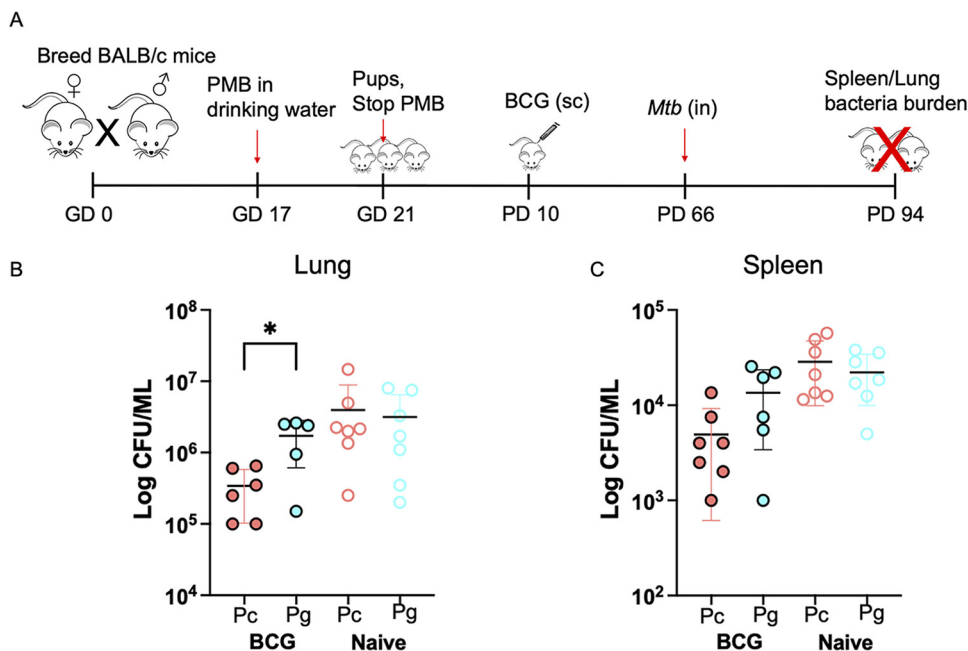 A
Breed BALB/c mice
♀
♂
X
PMB in
drinking water
Pups,
Stop PMB
BCG (sc)
Mtb (in)
Spleen/Lung
bacteria burden
GD 0
GD 17
GD 21
PD 10
PD 66
PD 94
B
Lung
Log CFU/ML
10⁸
10⁷
10⁶
10⁵
10⁴
*
Pc
Pg
Pc
Pg
BCG
Naive
C
Spleen
Log CFU/ML
10⁵
10⁴
10³
10²
Pc
Pg
Pc
Pg
BCG
Naive